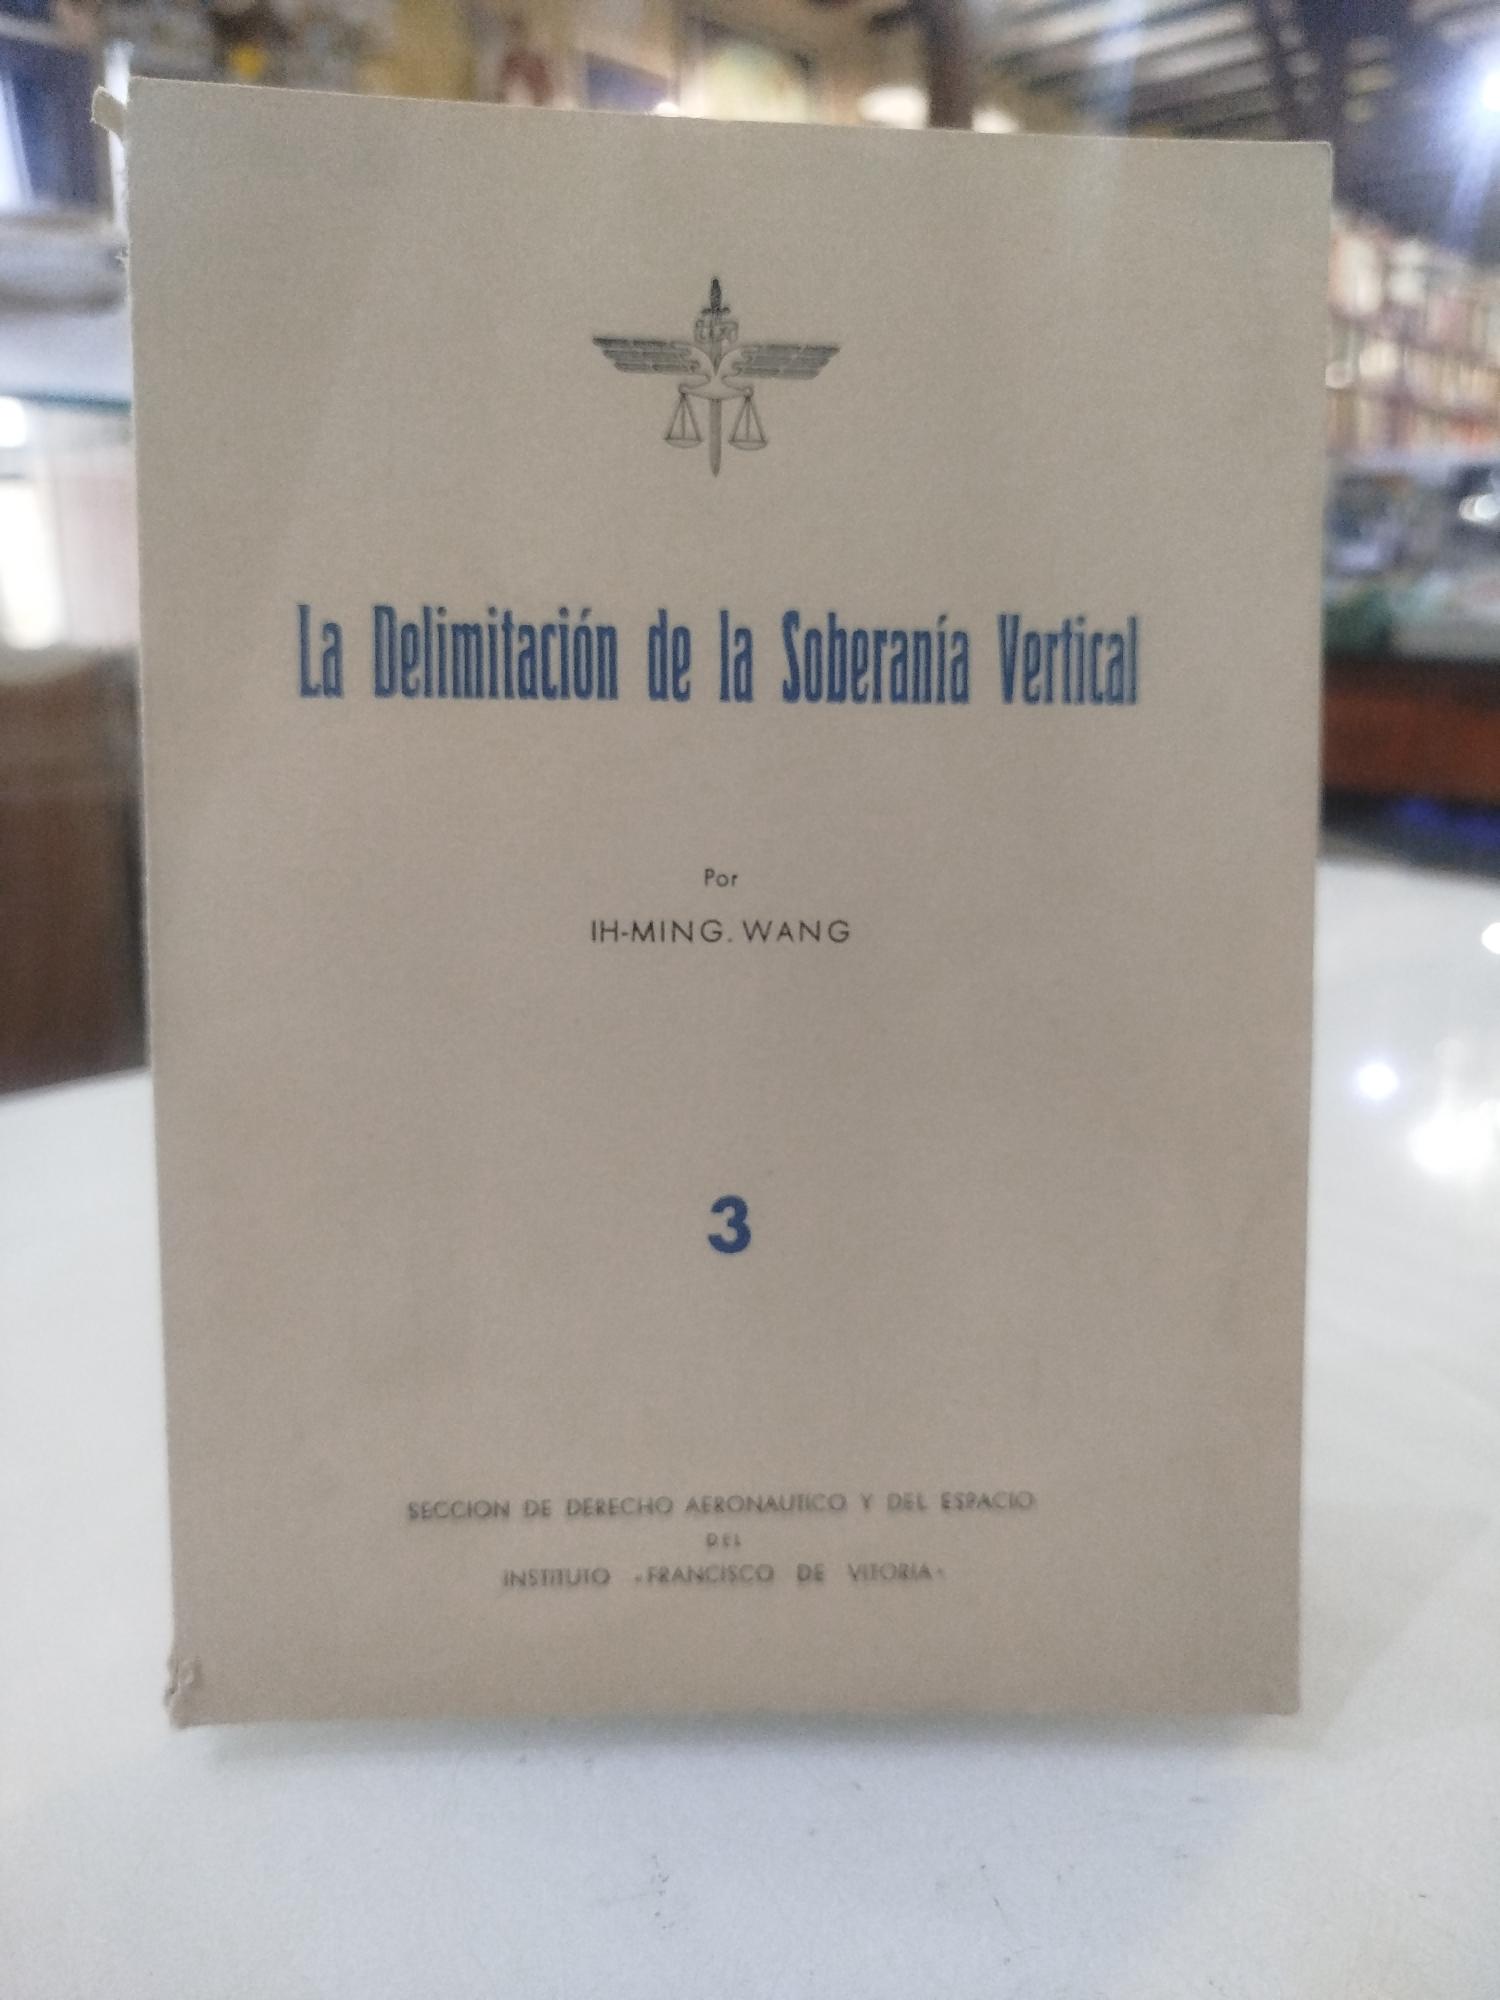 La Delimitación de la Soberanía Vertical
Por
IH-MING. WANG
3
SECCION DE DERECHO AERONAUTICO Y DEL ESPACIO
DEL
INSTITUTO «FRANCISCO DE VITORIA»